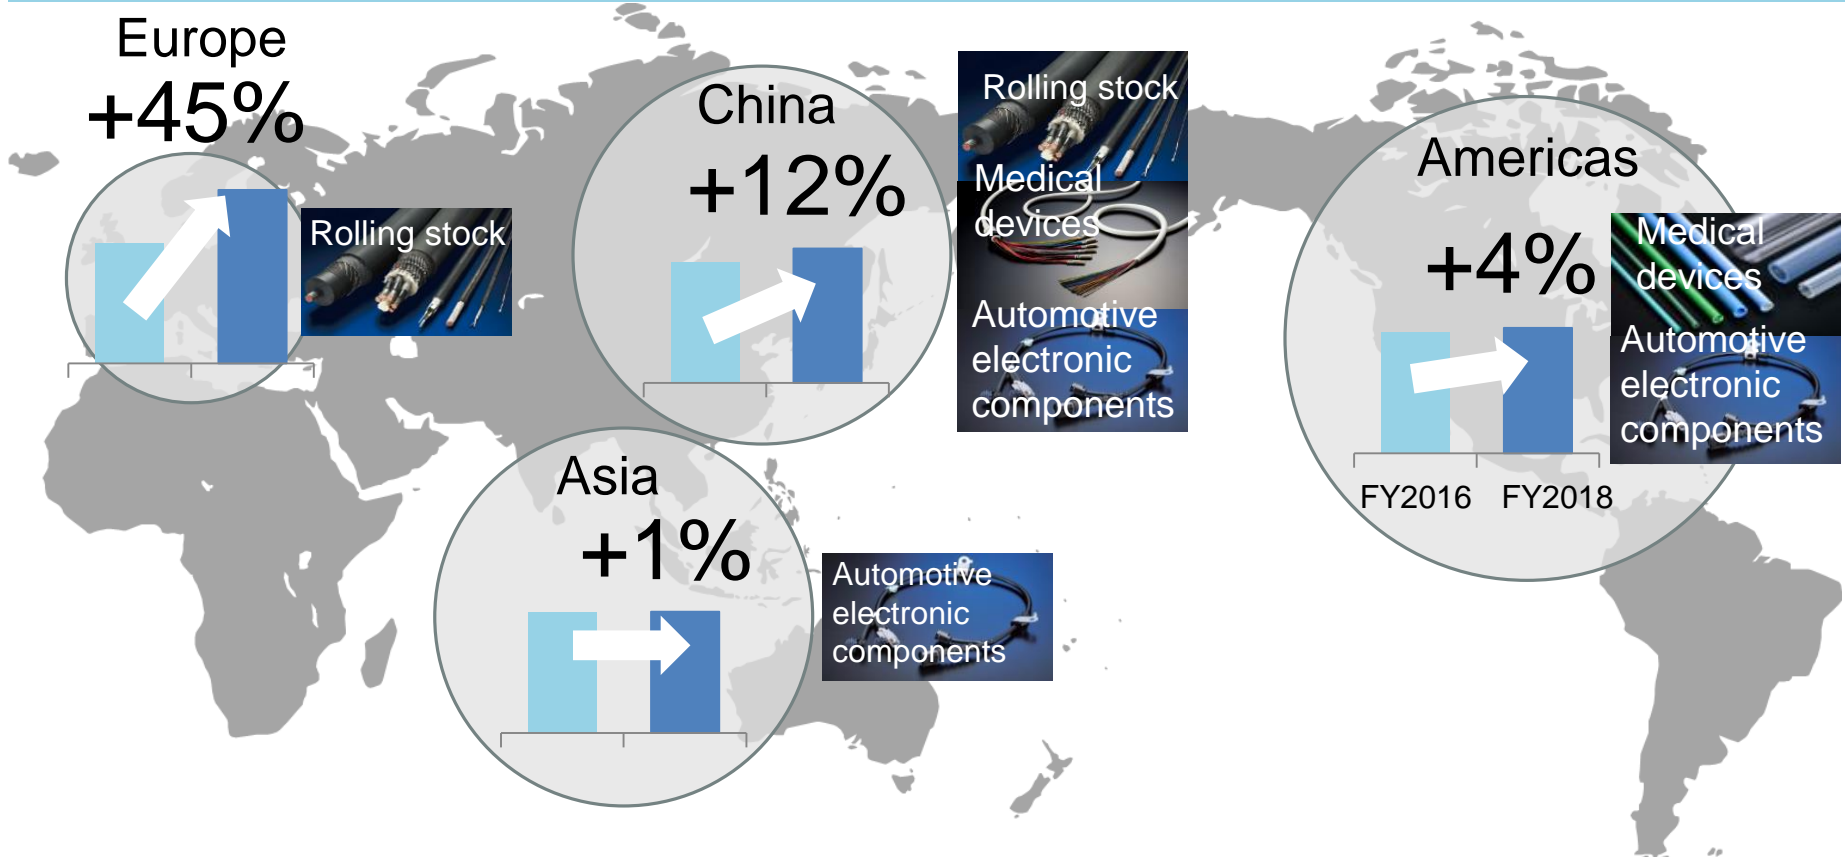 Europe
+45%
Rolling stock
China
+12%
Rolling stock
Medical
devices
Automotive
electronic
components
Asia
+1%
Automotive
electronic
components
Americas
+4%
Medical
devices
Automotive
electronic
components
FY2016 FY2018